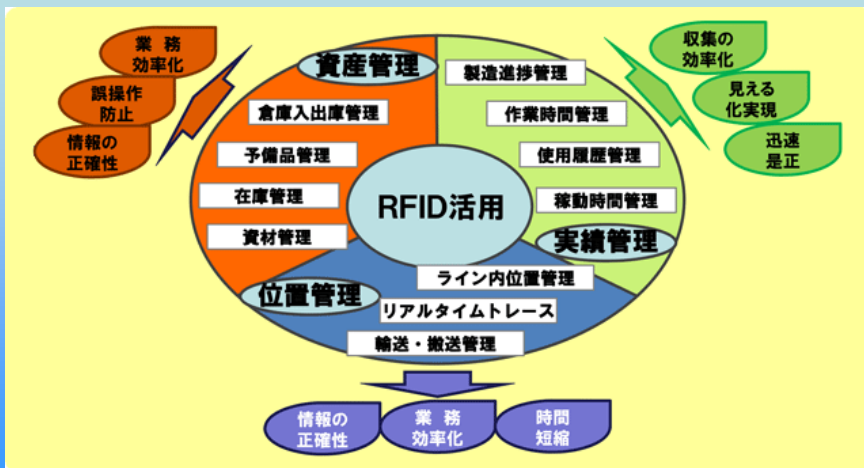 業 務
効率化
誤操作
防止
情報の
正確性
資産管理
倉庫入出庫管理
予備品管理
在庫管理
資材管理
RFID活用
製造進捗管理
作業時間管理
使用履歴管理
稼動時間管理
実績管理
収集の
効率化
見える
化実現
迅速
是正
位置管理
ライン内位置管理
リアルタイムトレース
輸送・搬送管理
情報の
正確性
業 務
効率化
時間
短縮